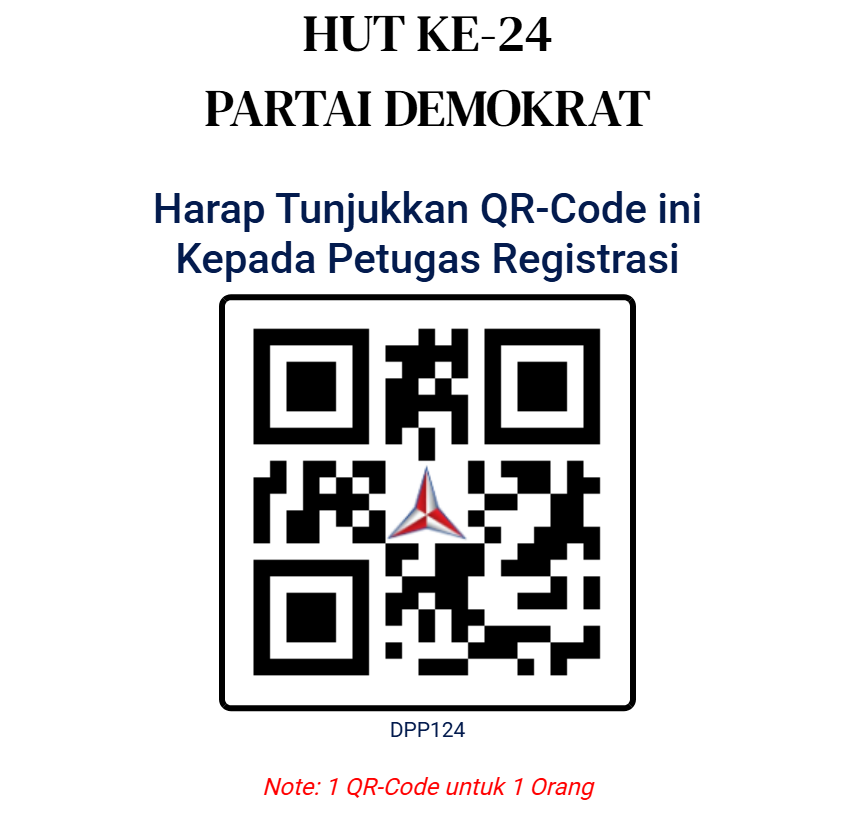 HUT KE-24
PARTAI DEMOKRAT
Harap Tunjukkan QR-Code ini
Kepada Petugas Registrasi
DPP124
Note: 1 QR-Code untuk 1 Orang